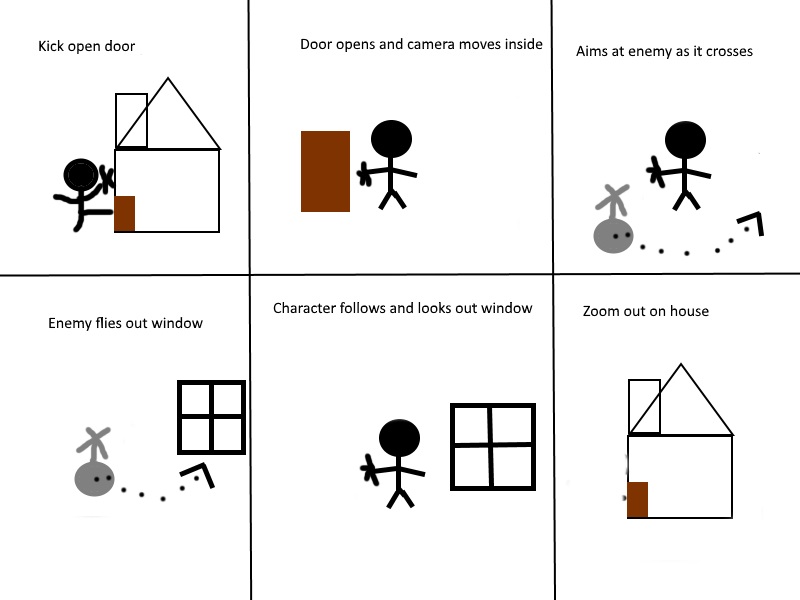 Kick open door
Door opens and camera moves inside
Aims at enemy as it crosses
Enemy flies out window
Character follows and looks out window
Zoom out on house